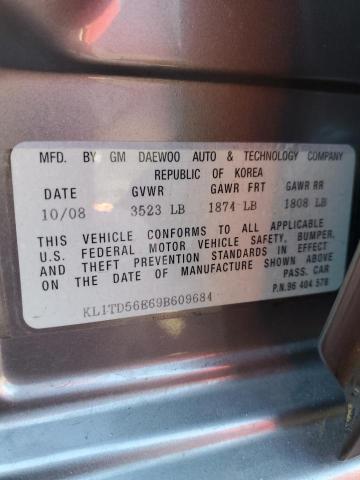 MFD. BY GM DAEWOO AUTO & TECHNOLOGY COMPANY
REPUBLIC OF KOREA
DATE GVWR GAWR FRT GAWR RR
10/08 3523 LB 1874 LB 1808 LB
THIS VEHICLE CONFORMS TO ALL APPLICABLE
U.S. FEDERAL MOTOR VEHICLE SAFETY, BUMPER,
AND THEFT PREVENTION STANDARDS IN EFFECT
ON THE DATE OF MANUFACTURE SHOWN ABOVE
PASS. CAR
P.N.96 404 578
KL1TD56E69B609684